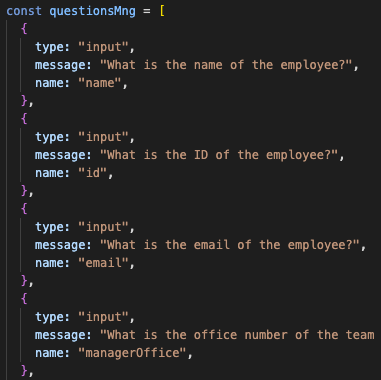 const questionsMng = [
{
type: "input",
message: "What is the name of the employee?",
name: "name",
},
{
type: "input",
message: "What is the ID of the employee?",
name: "id",
},
{
type: "input",
message: "What is the email of the employee?",
name: "email",
},
{
type: "input",
message: "What is the office number of the team
name: "managerOffice",
},